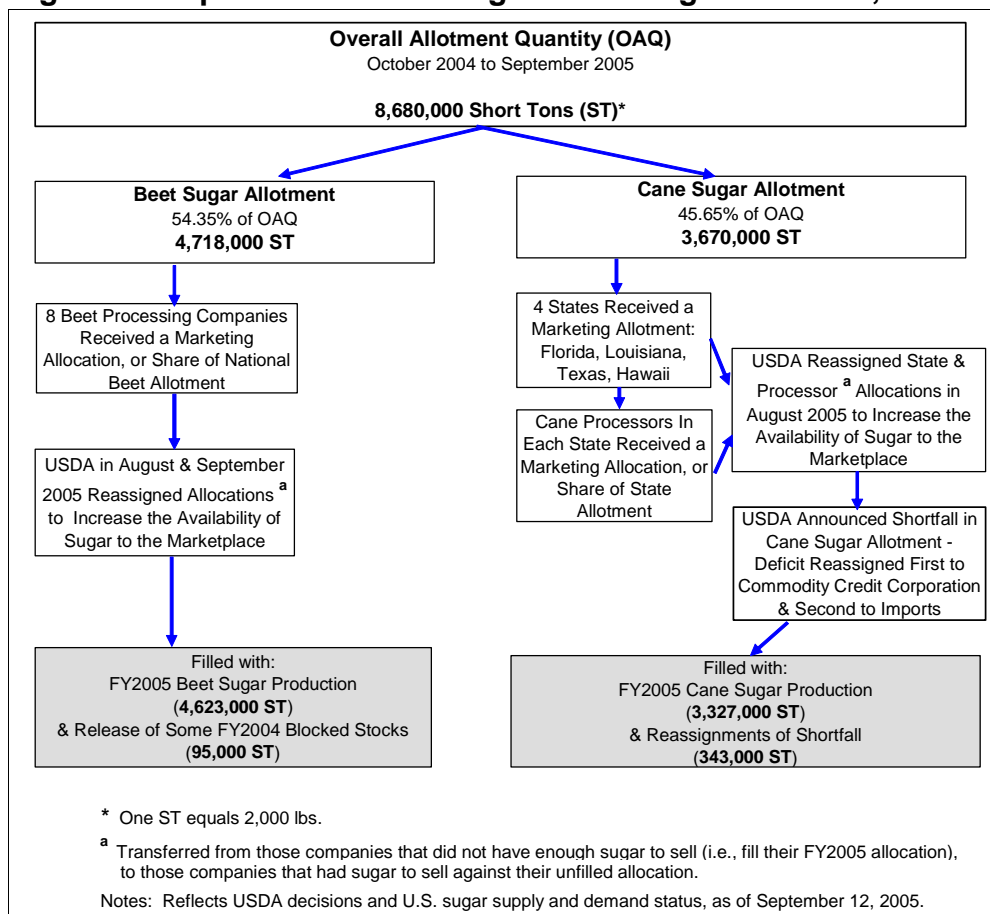 Overall Allotment Quantity (OAQ)
October 2004 to September 2005
8,680,000 Short Tons (ST)*
Beet Sugar Allotment
54.35% of OAQ
4,718,000 ST
Cane Sugar Allotment
45.65% of OAQ
3,670,000 ST
8 Beet Processing Companies
Received a Marketing
Allocation, or Share of National
Beet Allotment
4 States Received a
Marketing Allotment:
Florida, Louisiana,
Texas, Hawaii
USDA Reassigned State &
Processor a Allocations in
August 2005 to Increase the
Availability of Sugar to the
Marketplace
Cane Processors In
Each State Received a
Marketing Allocation, or
Share of State
Allotment
USDA in August & September
2005 Reassigned Allocations a
to Increase the Availability of
Sugar to the Marketplace
USDA Announced Shortfall in
Cane Sugar Allotment -
Deficit Reassigned First to
Commodity Credit Corporation
& Second to Imports
Filled with:
FY2005 Beet Sugar Production
(4,623,000 ST)
& Release of Some FY2004 Blocked Stocks
(95,000 ST)
Filled with:
FY2005 Cane Sugar Production
(3,327,000 ST)
& Reassignments of Shortfall
(343,000 ST)
* One ST equals 2,000 lbs.
a Transferred from those companies that did not have enough sugar to sell (i.e., fill their FY2005 allocation),
to those companies that had sugar to sell against their unfilled allocation.
Notes: Reflects USDA decisions and U.S. sugar supply and demand status, as of September 12, 2005.